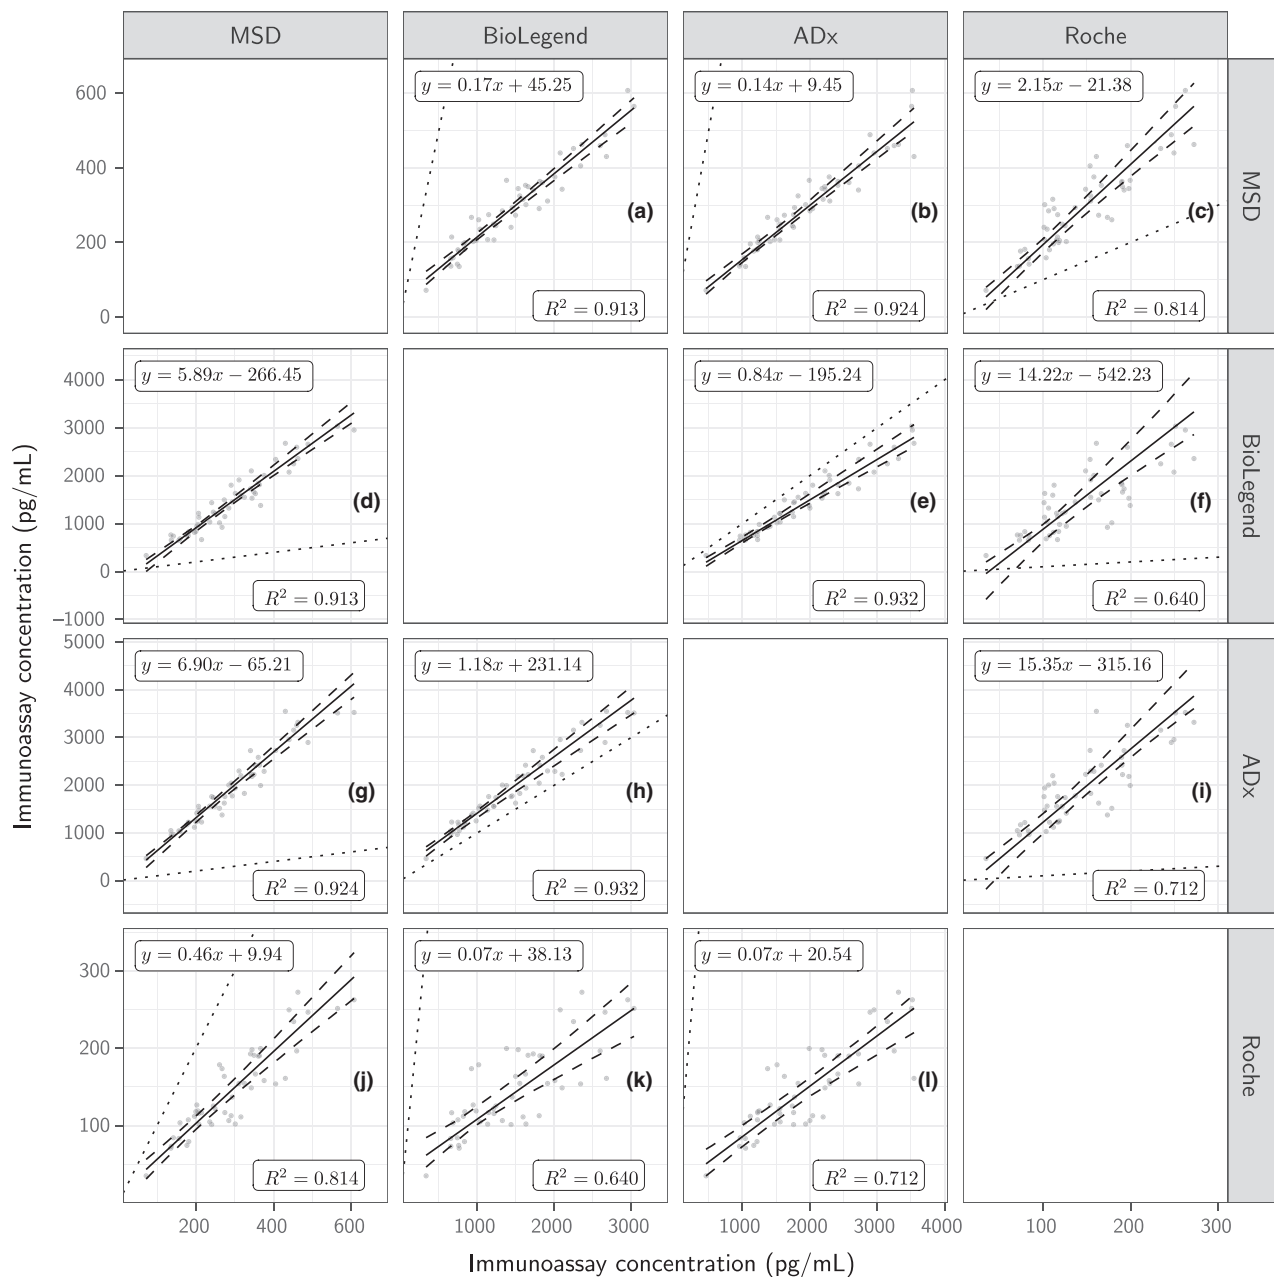 MSD BioLegend ADx Roche
y = 0.17x + 45.25 y = 0.14x + 9.45 y = 2.15x − 21.38
600
400
200
0
(a) (b) (c)
R² = 0.913 R² = 0.924 R² = 0.814
MSD
y = 5.89x − 266.45 y = 0.84x − 195.24 y = 14.22x − 542.23
4000
3000
2000
1000
0
−1000
(d) (e) (f)
R² = 0.913 R² = 0.932 R² = 0.640
BioLegend
Immunoassay concentration (pg/mL)
y = 6.90x − 65.21 y = 1.18x + 231.14 y = 15.35x − 315.16
5000
4000
3000
2000
1000
0
(g) (h) (i)
R² = 0.924 R² = 0.932 R² = 0.712
ADx
y = 0.46x + 9.94 y = 0.07x + 38.13 y = 0.07x + 20.54
300
200
100
(j) (k) (l)
R² = 0.814 R² = 0.640 R² = 0.712
Roche
200 400 600 1000 2000 3000 1000 2000 3000 4000 100 200 300
Immunoassay concentration (pg/mL)